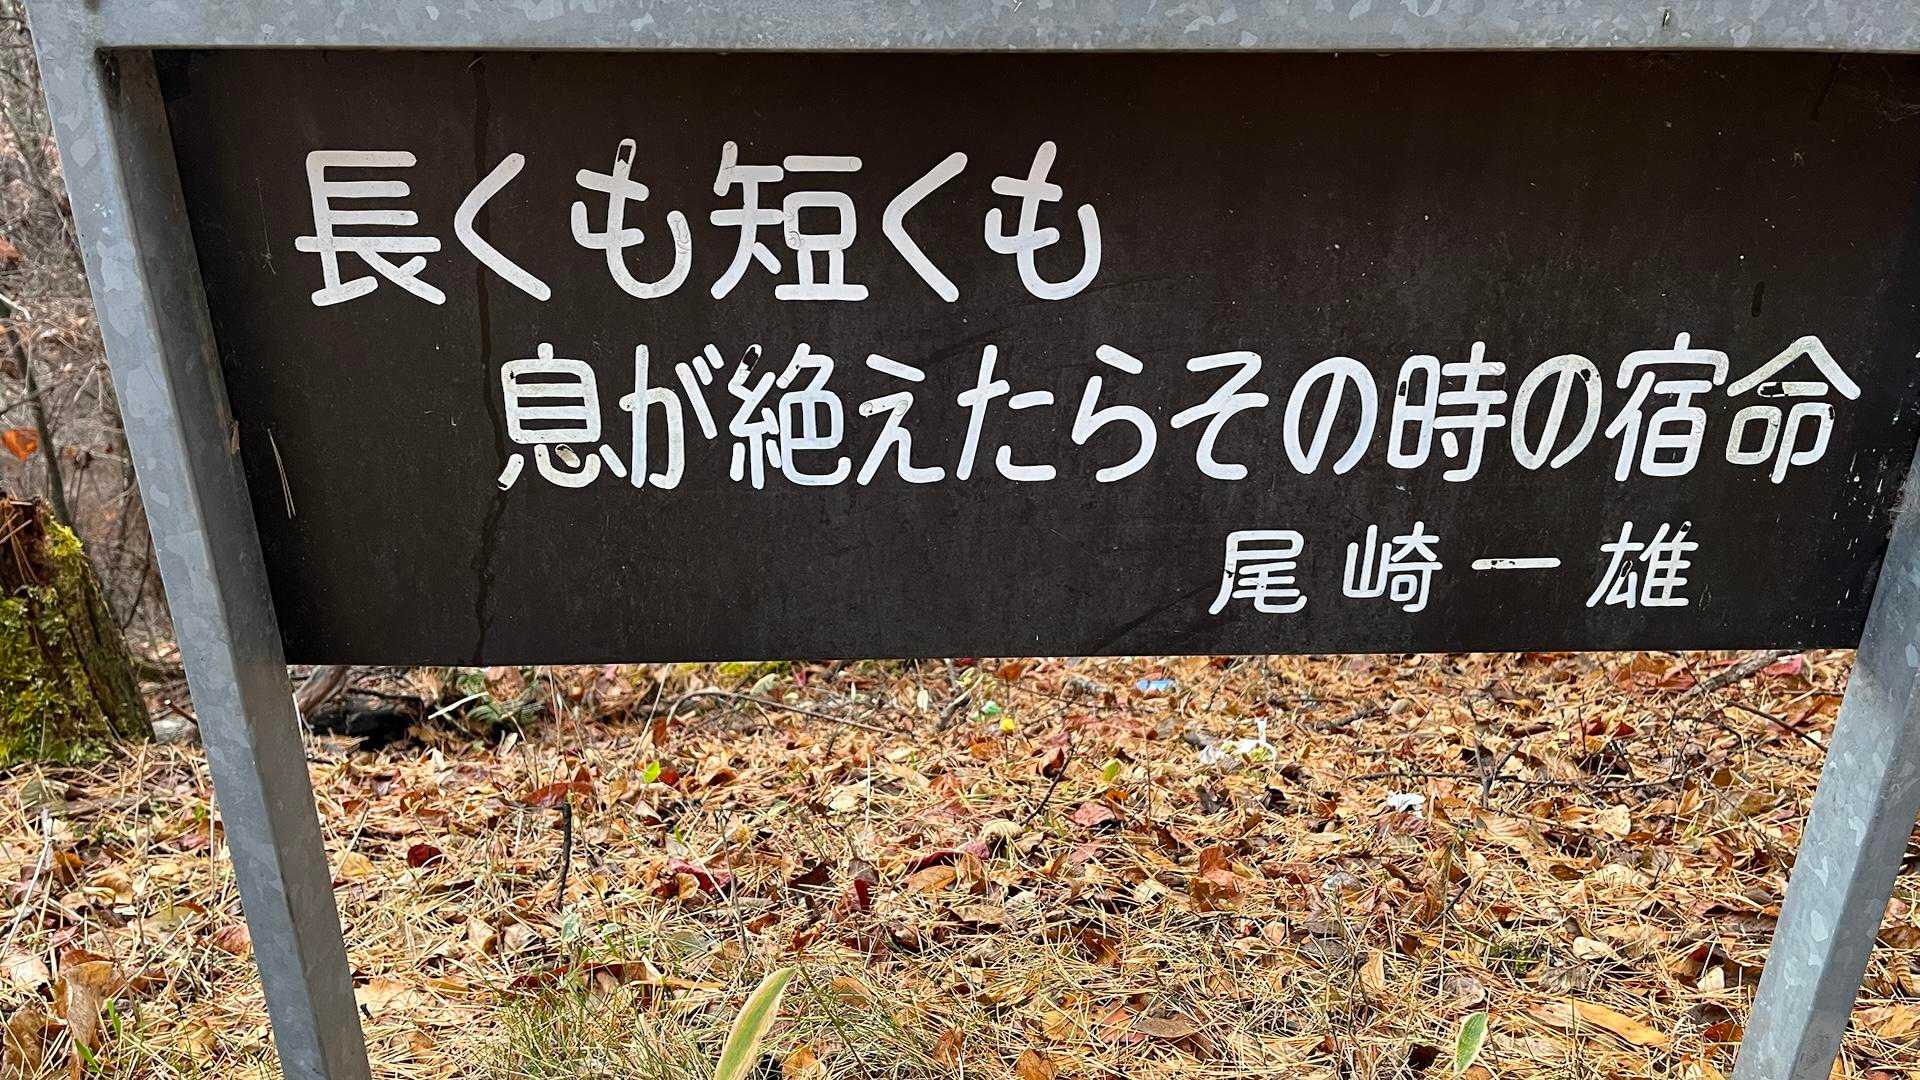 長くも短くも
息が絶えたらその時の宿命
尾崎一雄